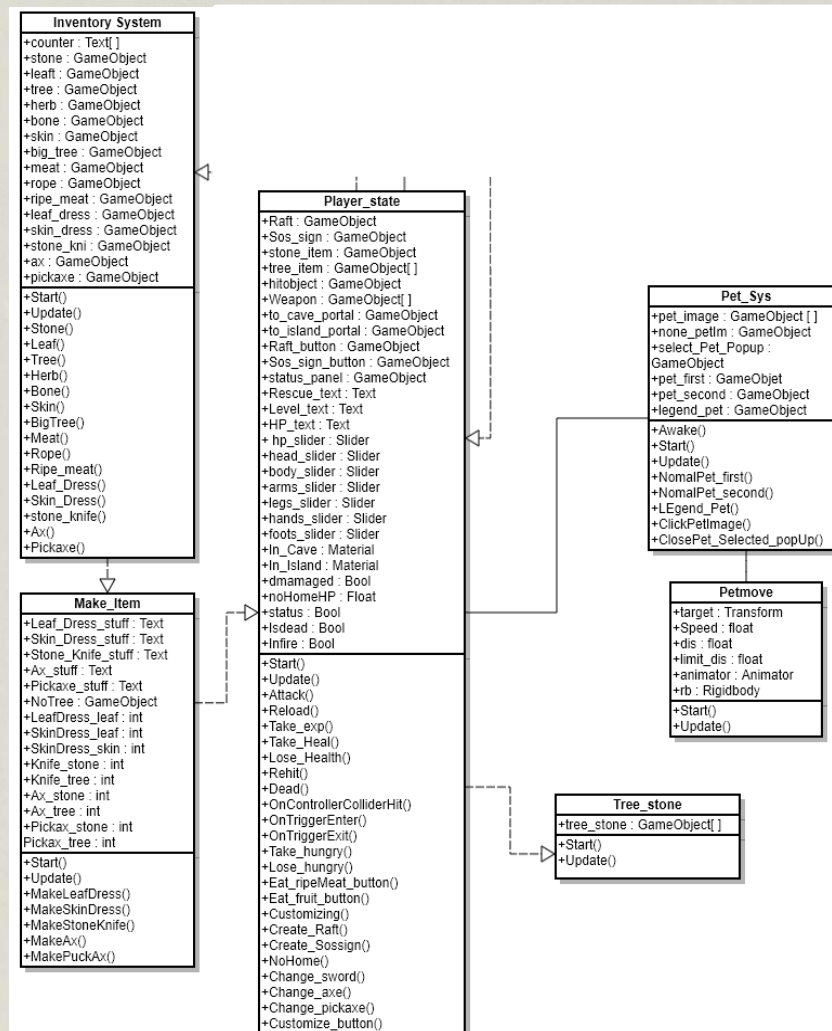 Inventory System
+counter : Text[ ]
+stone : GameObject
+leaft : GameObject
+tree : GameObject
+herb : GameObject
+bone : GameObject
+skin : GameObject
+big_tree : GameObject
+meat : GameObject
+rope : GameObject
+ripe_meat : GameObject
+leaf_dress : GameObject
+skin_dress : GameObject
+stone_kni : GameObject
+ax : GameObject
+pickaxe : GameObject
+Start()
+Update()
+Stone()
+Leaf()
+Tree()
+Herb()
+Bone()
+Skin()
+BigTree()
+Meat()
+Rope()
+Ripe_meat()
+Leaf_Dress()
+Skin_Dress()
+stone_knife()
+Ax()
+Pickaxe()
Make_Item
+Leaf_Dress_stuff : Text
+Skin_Dress_stuff : Text
+Stone_Knife_stuff : Text
+Ax_stuff : Text
+Pickaxe_stuff : Text
+NoTree : GameObject
+LeafDress_leaf : int
+SkinDress_leaf : int
+SkinDress_skin : int
+Knife_stone : int
+Knife_tree : int
+Ax_stone : int
+Ax_tree : int
+Pickax_stone : int
Pickax_tree : int
+Start()
+Update()
+MakeLeafDress()
+MakeSkinDress()
+MakeStoneKnife()
+MakeAx()
+MakePuckAx()
Player_state
+Raft : GameObject
+Sos_sign : GameObject
+stone_item : GameObject
+tree_item : GameObject[ ]
+hitobject : GameObject
+Weapon : GameObject[ ]
+to_cave_portal : GameObject
+to_island_portal : GameObject
+Raft_button : GameObject
+Sos_sign_button : GameObject
+status_panel : GameObject
+Rescue_text : Text
+Level_text : Text
+HP_text : Text
+ hp_slider : Slider
+head_slider : Slider
+body_slider : Slider
+arms_slider : Slider
+legs_slider : Slider
+hands_slider : Slider
+foots_slider : Slider
+In_Cave : Material
+In_Island : Material
+dmamaged : Bool
+noHomeHP : Float
+status : Bool
+Isdead : Bool
+Infire : Bool
+Start()
+Update()
+Attack()
+Reload()
+Take_exp()
+Take_Heal()
+Lose_Health()
+Rehit()
+Dead()
+OnControllerColliderHit()
+OnTriggerEnter()
+OnTriggerExit()
+Take_hungry()
+Lose_hungry()
+Eat_ripeMeat_button()
+Eat_fruit_button()
+Customizing()
+Create_Raft()
+Create_Sossign()
+NoHome()
+Change_sword()
+Change_axe()
+Change_pickaxe()
+Customize_button()
Pet_Sys
+pet_image : GameObject [ ]
+none_petIm : GameObject
+select_Pet_Popup :
GameObject
+pet_first : GameObjet
+pet_second : GameObject
+legend_pet : GameObject
+Awake()
+Start()
+Update()
+NomalPet_first()
+NomalPet_second()
+LEgend_Pet()
+ClickPetImage()
+ClosePet_Selected_popUp()
Petmove
+target : Transform
+Speed : float
+dis : float
+limit_dis : float
+animator : Animator
+rb : Rigidbody
+Start()
+Update()
Tree_stone
+tree_stone : GameObject[ ]
+Start()
+Update()